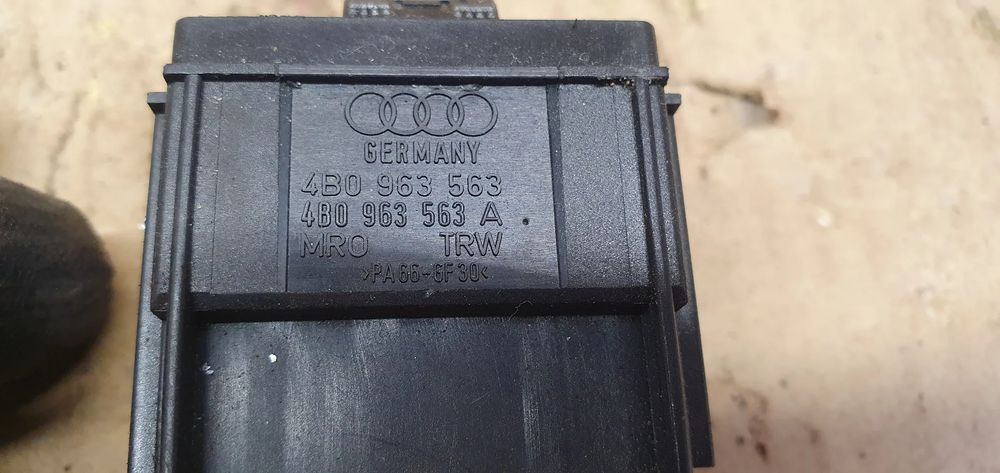 GERMANY
4B0 963 563
4B0 963 563 A
MRO TRW
>PA66-GF30<